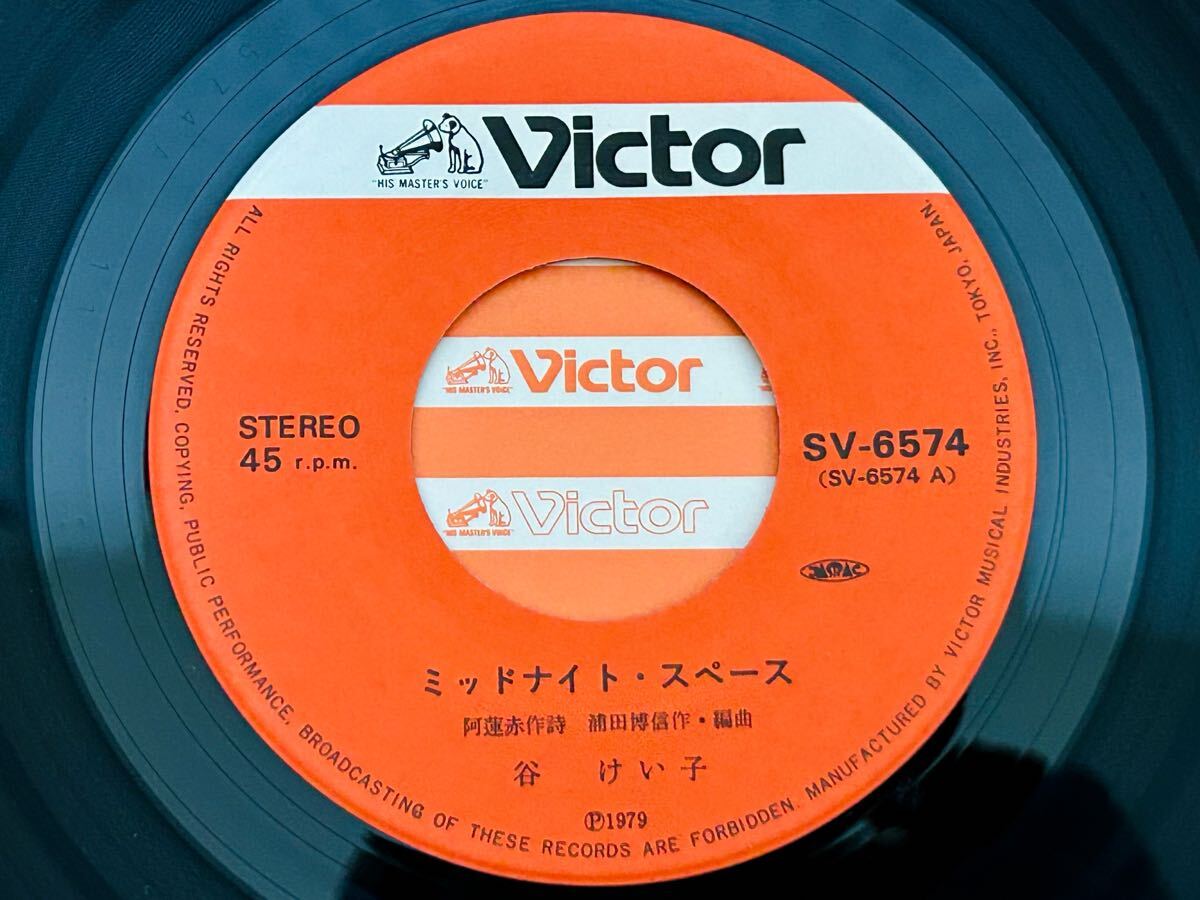 Victor
"HIS MASTER'S VOICE"
STEREO
45 r.p.m.
SV-6574
(SV-6574 A)
Victor
"HIS MASTER'S VOICE"
Victor
"HIS MASTER'S VOICE"
ミッドナイト・スペース
阿蓮赤作詩 浦田博信作・編曲
谷 けい子
Ⓟ1979
ALL RIGHTS RESERVED. COPYING, PUBLIC PERFORMANCE, BROADCASTING OF THESE RECORDS ARE FORBIDDEN. MANUFACTURED BY VICTOR MUSICAL INDUSTRIES, INC., TOKYO, JAPAN.